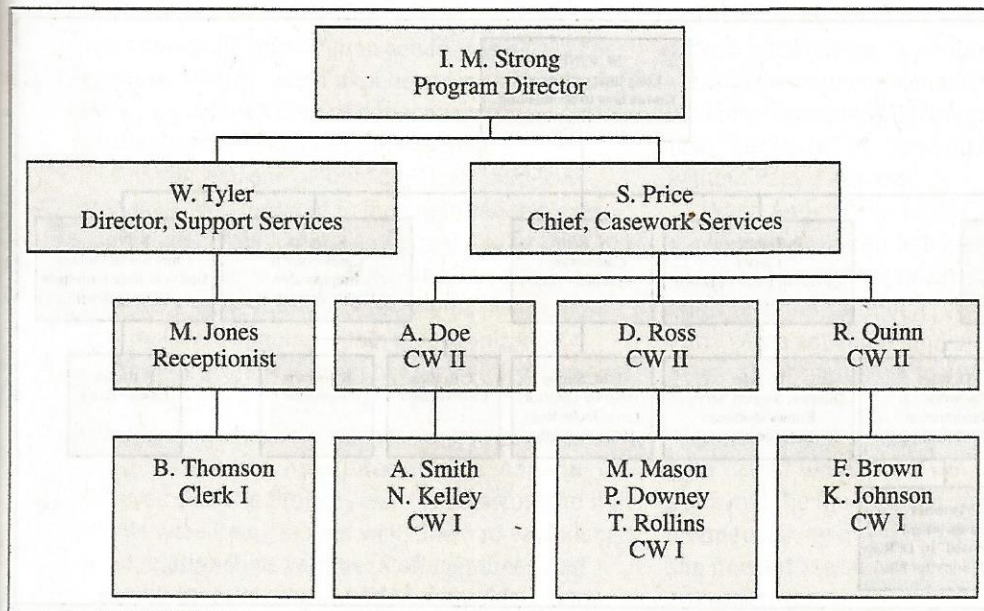 I. M. Strong
Program Director
W. Tyler
Director, Support Services
S. Price
Chief, Casework Services
M. Jones
Receptionist
A. Doe
CW II
D. Ross
CW II
R. Quinn
CW II
B. Thomson
Clerk I
A. Smith
N. Kelley
CW I
M. Mason
P. Downey
T. Rollins
CW I
F. Brown
K. Johnson
CW I